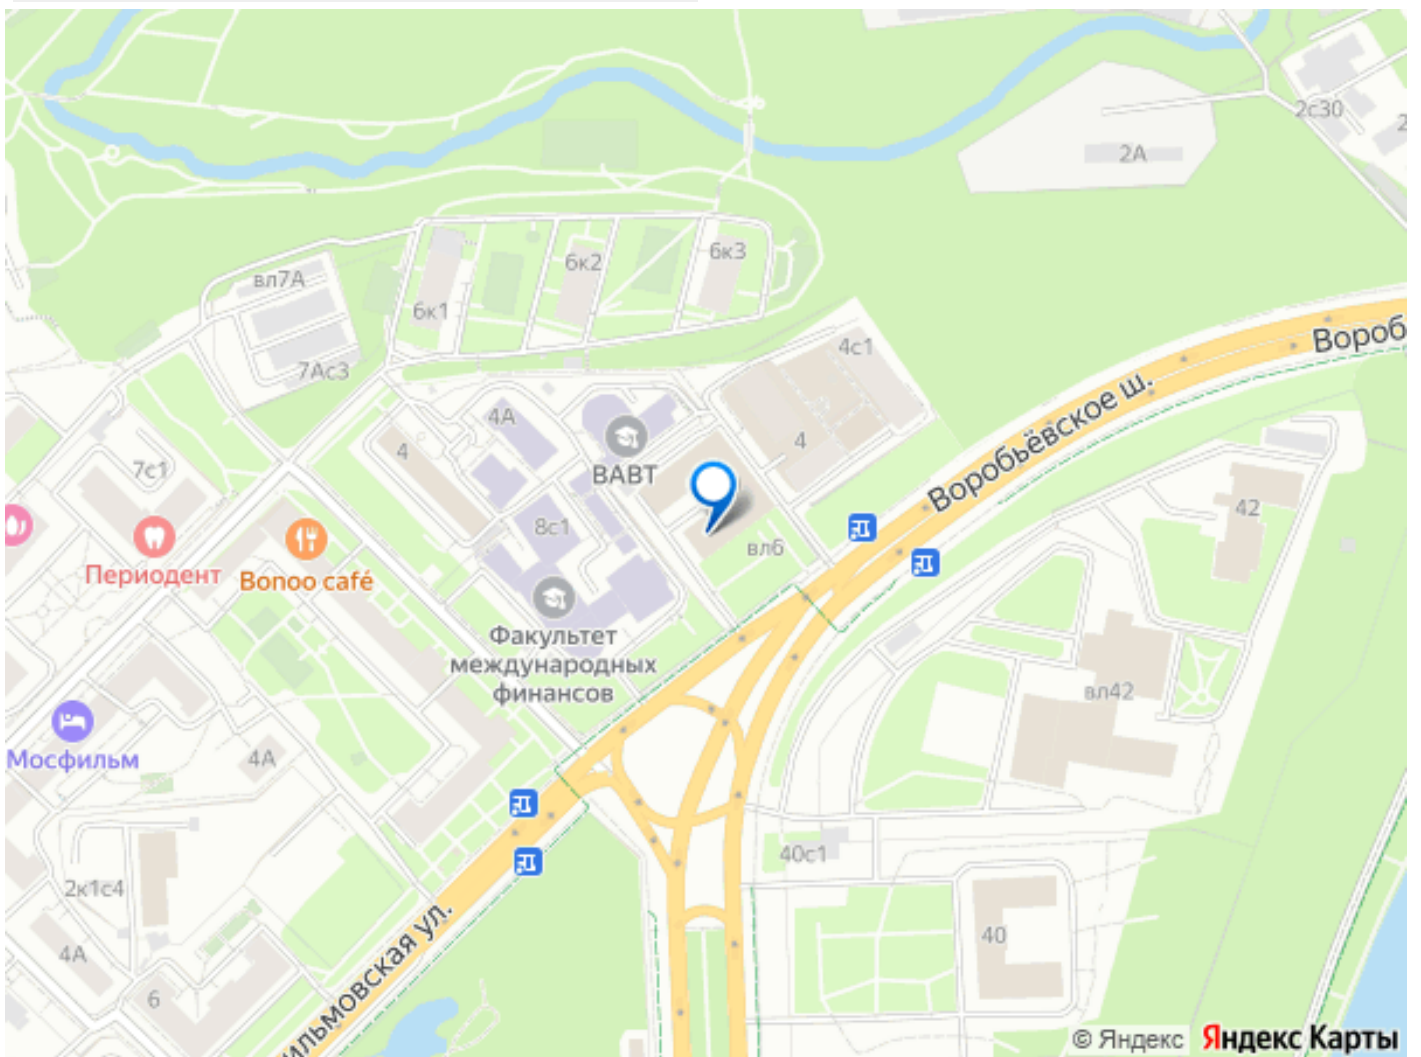 2с30
2А
2
6к3
6к2
вл7А
6к1
Вороб
4с1
7Ас3
Воробьёвское ш.
4А
4
4
ВАВТ
7с1
42
8с1
вл6
Периодент
Bonoo café
Факультет
международных
финансов
вл42
Мосфильм
4А
40с1
2к1с4
40
4А
6
ильмовская ул.
© Яндекс
Яндекс Карты